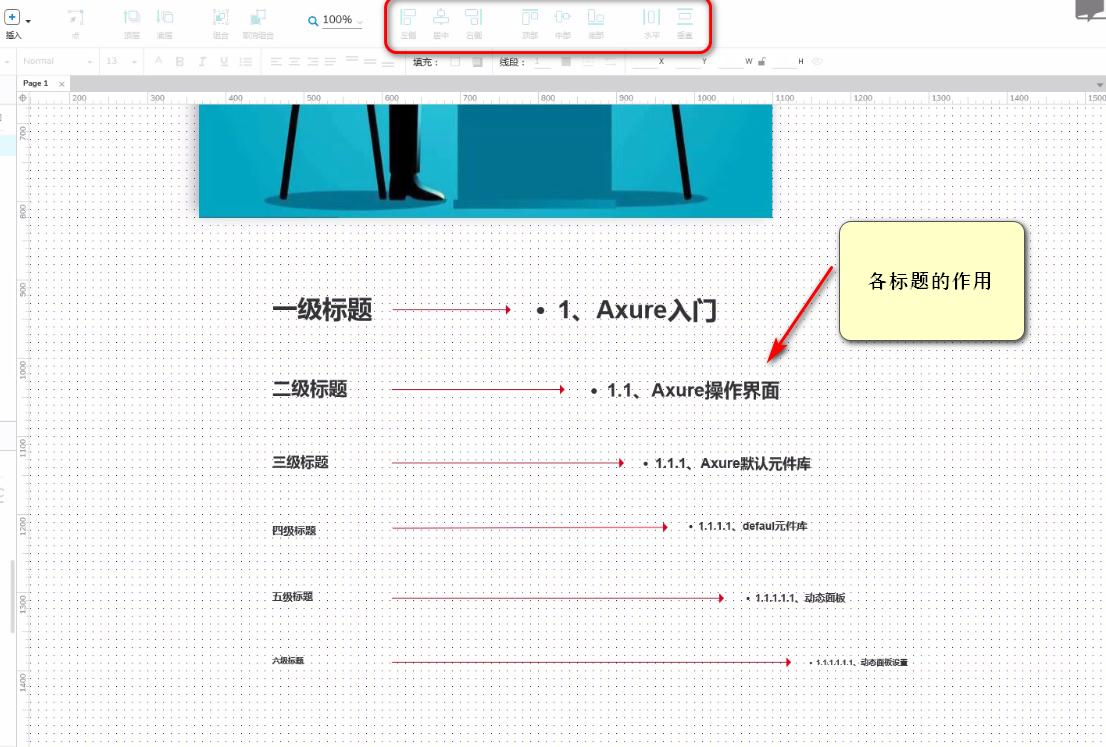 插入 点 顶层 底层 组合 取消组合 100% 左侧 居中 右侧 顶部 中部 底部 水平 垂直
Normal 13 A B I U 填充： 线段： 1 X Y W H
Page 1
200 300 400 500 600 700 800 900 1000 1100 1200 1300 1400 1500
700
800
900
各标题的作用
一级标题 • 1、Axure入门
1000
二级标题 • 1.1、Axure操作界面
1100
三级标题 • 1.1.1、Axure默认元件库
1200
四级标题 • 1.1.1.1、defaul元件库
1300
五级标题 • 1.1.1.1.1、动态面板
六级标题 • 1.1.1.1.1.1、动态面板设置
1400